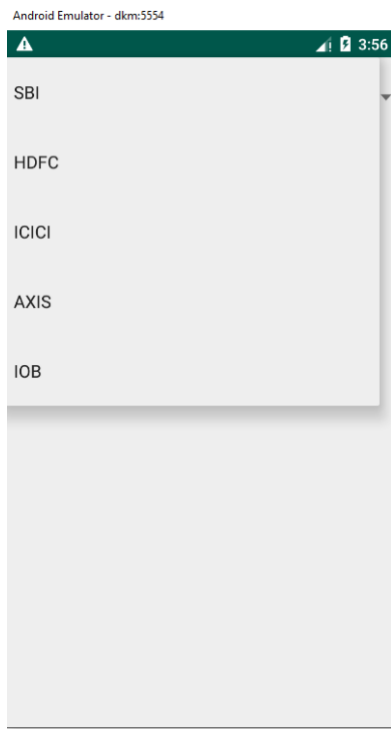 Android Emulator - dkm:5554
3:56
SBI
HDFC
ICICI
AXIS
IOB